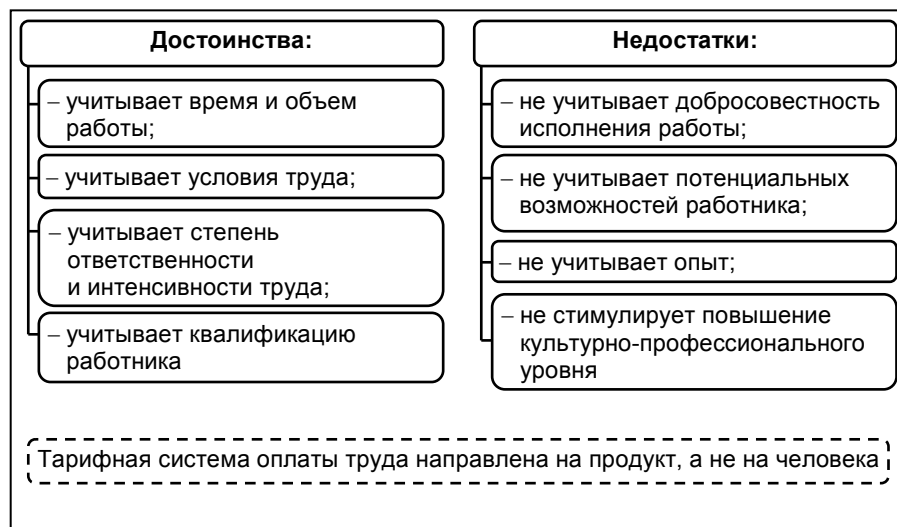 Достоинства:
– учитывает время и объем
работы;
– учитывает условия труда;
– учитывает степень
ответственности
и интенсивности труда;
– учитывает квалификацию
работника
Недостатки:
– не учитывает добросовестность
исполнения работы;
– не учитывает потенциальных
возможностей работника;
– не учитывает опыт;
– не стимулирует повышение
культурно-профессионального
уровня
Тарифная система оплаты труда направлена на продукт, а не на человека